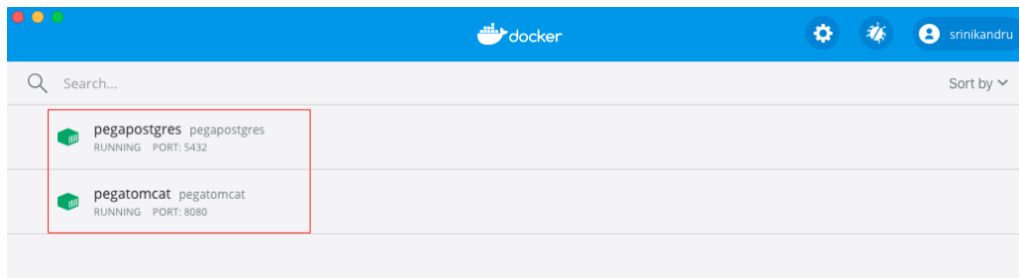 docker
srinikandru
Search...
Sort by
pegapostgres pegapostgres
RUNNING PORT: 5432
pegatomcat pegatomcat
RUNNING PORT: 8080